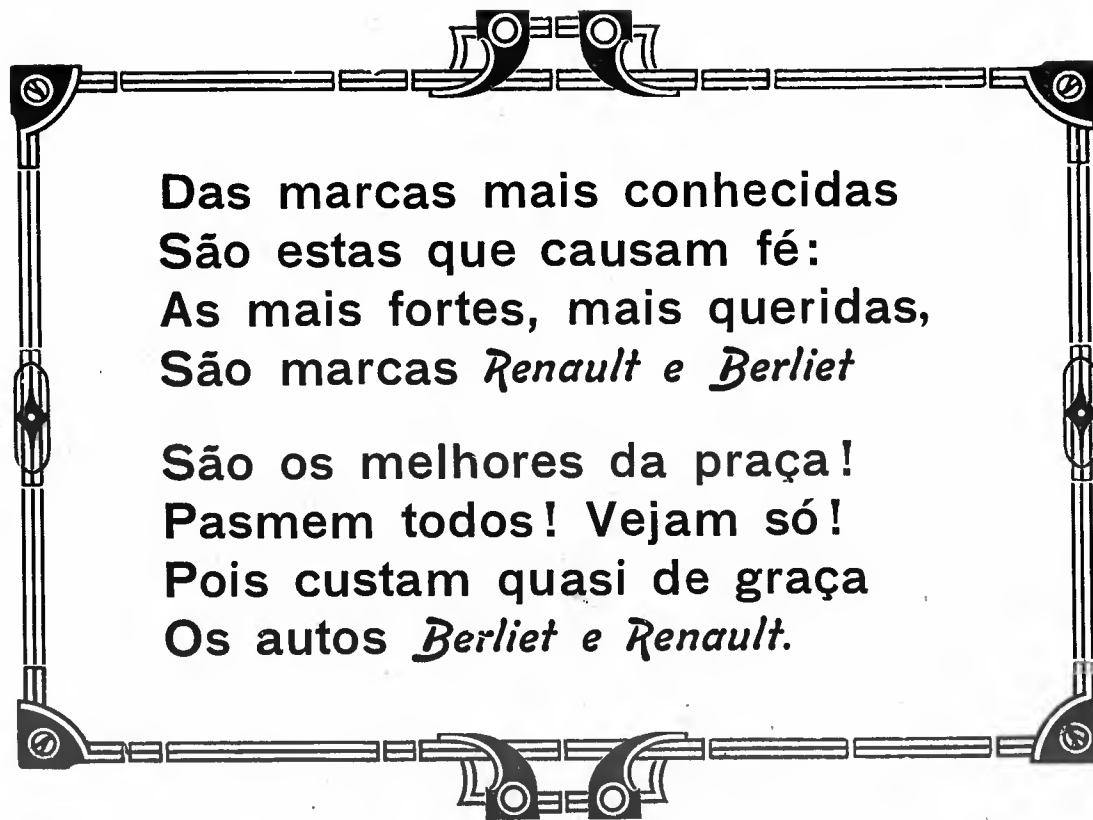 Das marcas mais conhecidas
São estas que causam fé:
As mais fortes, mais queridas,
São marcas Renault e Berliet
São os melhores da praça!
Pasmem todos! Vejam só!
Pois custam quasi de graça
Os autos Berliet e Renault.